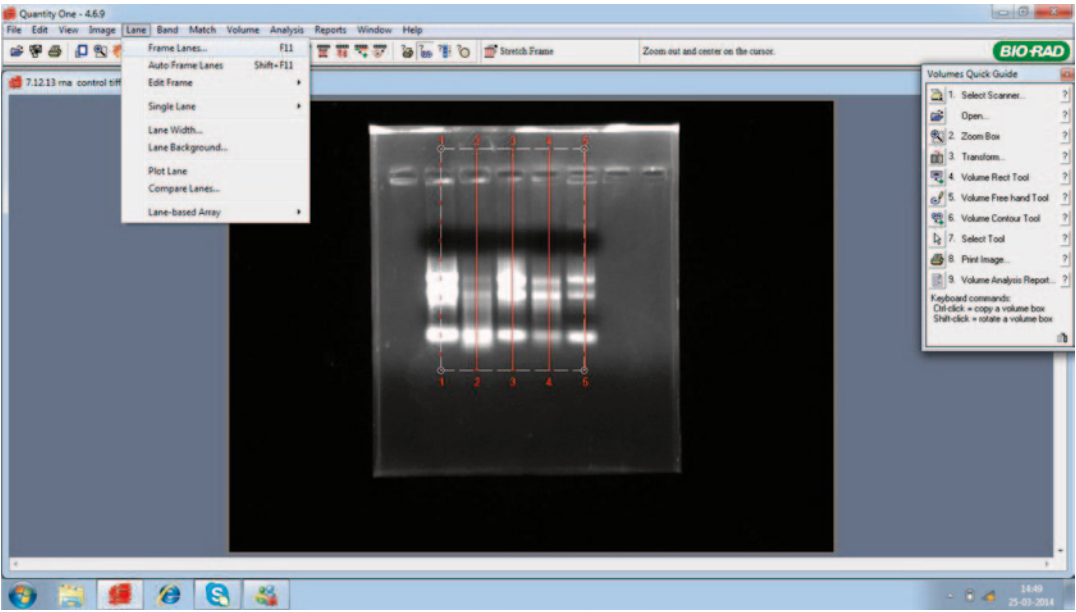 Quantity One - 4.6.9
File Edit View Image Lane Band Match Volume Analysis Reports Window Help
Stretch Frame
Zoom out and center on the cursor.
BIO-RAD
7.12.13 rna control tiff
Frame Lanes... F11
Auto Frame Lanes Shift+F11
Edit Frame
Single Lane
Lane Width...
Lane Background...
Plot Lane
Compare Lanes...
Lane-based Array
1 2 3 4 5
1 2 3 4 5
Volumes Quick Guide
1. Select Scanner... ?
Open... ?
2. Zoom Box ?
3. Transform... ?
4. Volume Rect Tool ?
5. Volume Free hand Tool ?
6. Volume Contour Tool ?
7. Select Tool ?
8. Print Image... ?
9. Volume Analysis Report... ?
Keyboard commands:
Ctrl-click = copy a volume box
Shift-click = rotate a volume box
14:49
25-03-2014